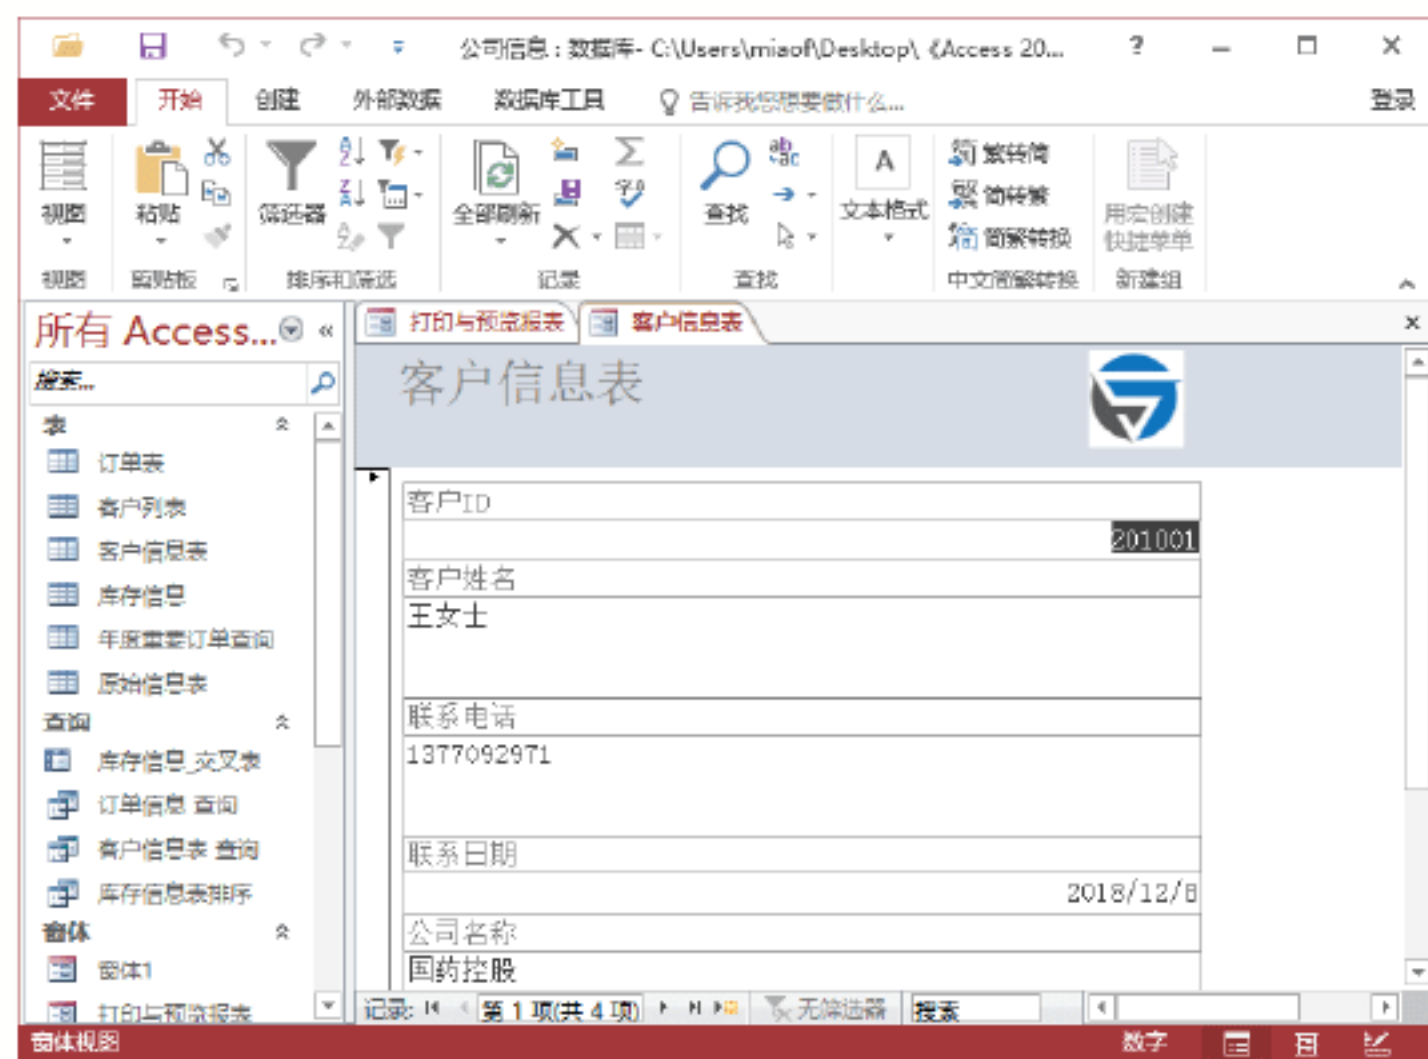 公司信息 : 数据库- C:\Users\miaof\Desktop\《Access 20... ?
文件 开始 创建 外部数据 数据库工具 告诉我您想要做什么... 登录
繁转简
简转繁
简繁转换
视图 粘贴 筛选器 全部刷新 查找 文本格式 用宏创建
快捷菜单
视图 剪贴板 排序和筛选 记录 查找 中文简繁转换 新建组
所有 Access... «
打印与预览报表 客户信息表
搜索...
表
订单表
客户列表
客户信息表
库存信息
年度重要订单查询
原始信息表
查询
库存信息_交叉表
订单信息 查询
客户信息表 查询
库存信息表排序
窗体
窗体1
打印与预览报表
客户信息表
客户ID
201001
客户姓名
王女士
联系电话
1377092971
联系日期
2018/12/8
公司名称
国药控股
记录: 第 1 项(共 4 项) 无筛选器 搜索
窗体视图 数字